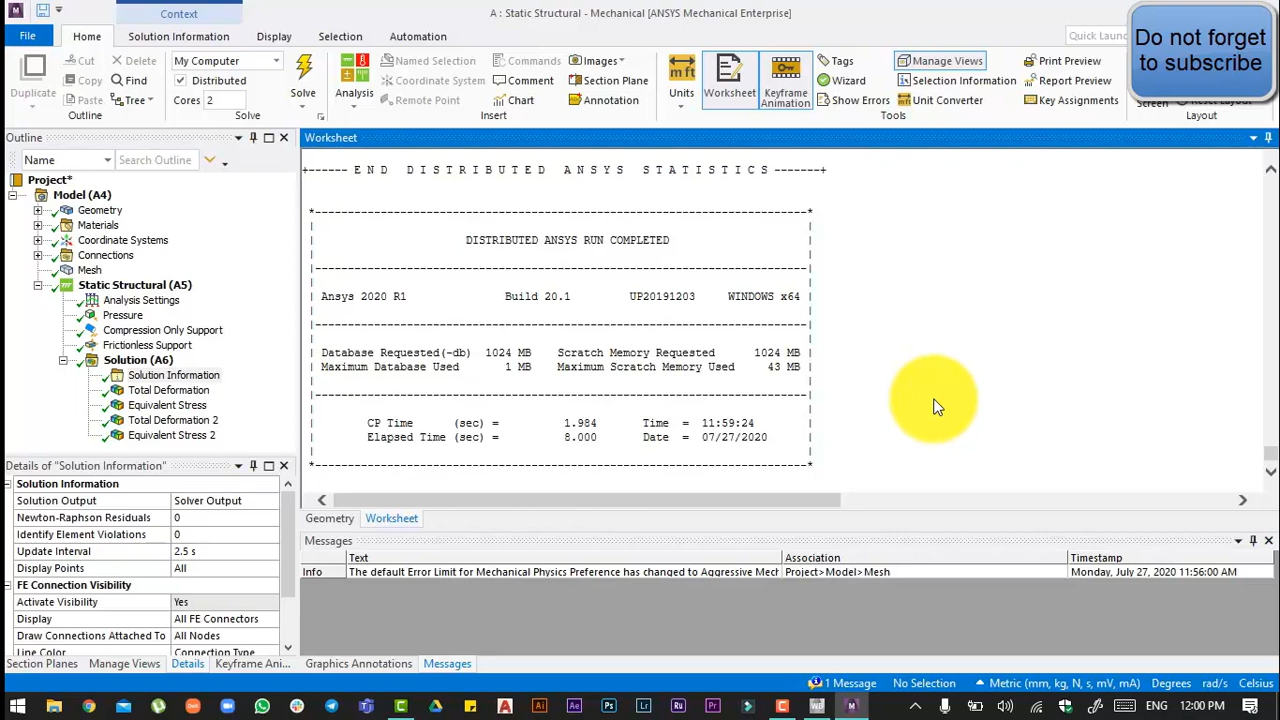 Context
A : Static Structural - Mechanical [ANSYS Mechanical Enterprise]
File Home Solution Information Display Selection Automation Quick Launch
Do not forget to subscribe
Duplicate Cut Copy Paste Delete Find Tree
Outline
My Computer
Distributed
Cores 2
Solve
Solve
Analysis
Named Selection
Coordinate System
Remote Point
Commands
Comment
Chart
Images
Section Plane
Annotation
Insert
Units
Worksheet
Keyframe Animation
Tags
Wizard
Show Errors
Manage Views
Selection Information
Unit Converter
Print Preview
Report Preview
Key Assignments
Tools
Screen
Reset Layout
Layout
Outline
Name Search Outline
Project*
Model (A4)
Geometry
Materials
Coordinate Systems
Connections
Mesh
Static Structural (A5)
Analysis Settings
Pressure
Compression Only Support
Frictionless Support
Solution (A6)
Solution Information
Total Deformation
Equivalent Stress
Total Deformation 2
Equivalent Stress 2
Details of "Solution Information"
Solution Information
Solution Output Solver Output
Newton-Raphson Residuals 0
Identify Element Violations 0
Update Interval 2.5 s
Display Points All
FE Connection Visibility
Activate Visibility Yes
Display All FE Connectors
Draw Connections Attached To All Nodes
Line Color Connection Type
Section Planes Manage Views Details Keyframe Ani...
Worksheet
+------ E N D D I S T R I B U T E D A N S Y S S T A T I S T I C S -------+
DISTRIBUTED ANSYS RUN COMPLETED
Ansys 2020 R1 Build 20.1 UP20191203 WINDOWS x64
Database Requested(-db) 1024 MB Scratch Memory Requested 1024 MB
Maximum Database Used 1 MB Maximum Scratch Memory Used 43 MB
CP Time (sec) = 1.984 Time = 11:59:24
Elapsed Time (sec) = 8.000 Date = 07/27/2020
Geometry Worksheet
Messages
Text Association Timestamp
Info The default Error Limit for Mechanical Physics Preference has changed to Aggressive Mech Project>Model>Mesh Monday, July 27, 2020 11:56:00 AM
Graphics Annotations Messages
1 Message No Selection Metric (mm, kg, N, s, mV, mA) Degrees rad/s Celsius
ENG 12:00 PM